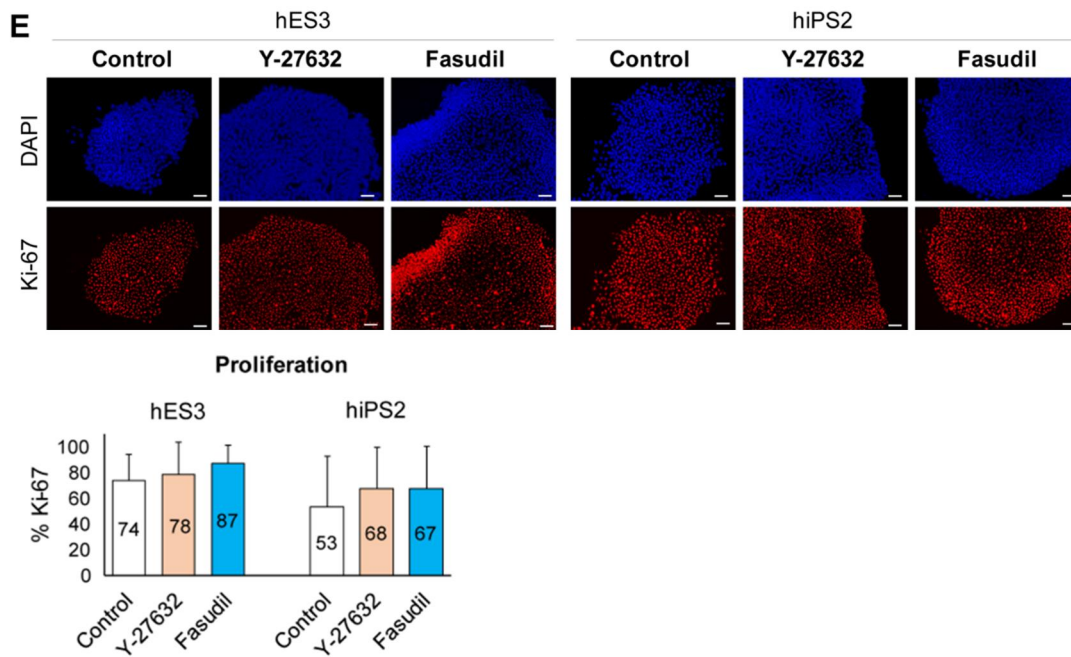 E
hES3 hiPS2
Control Y-27632 Fasudil Control Y-27632 Fasudil
DAPI
Ki-67
Proliferation
hES3 hiPS2
% Ki-67
100
80
60
40
20
0
74 78 87 53 68 67
Control Y-27632 Fasudil Control Y-27632 Fasudil